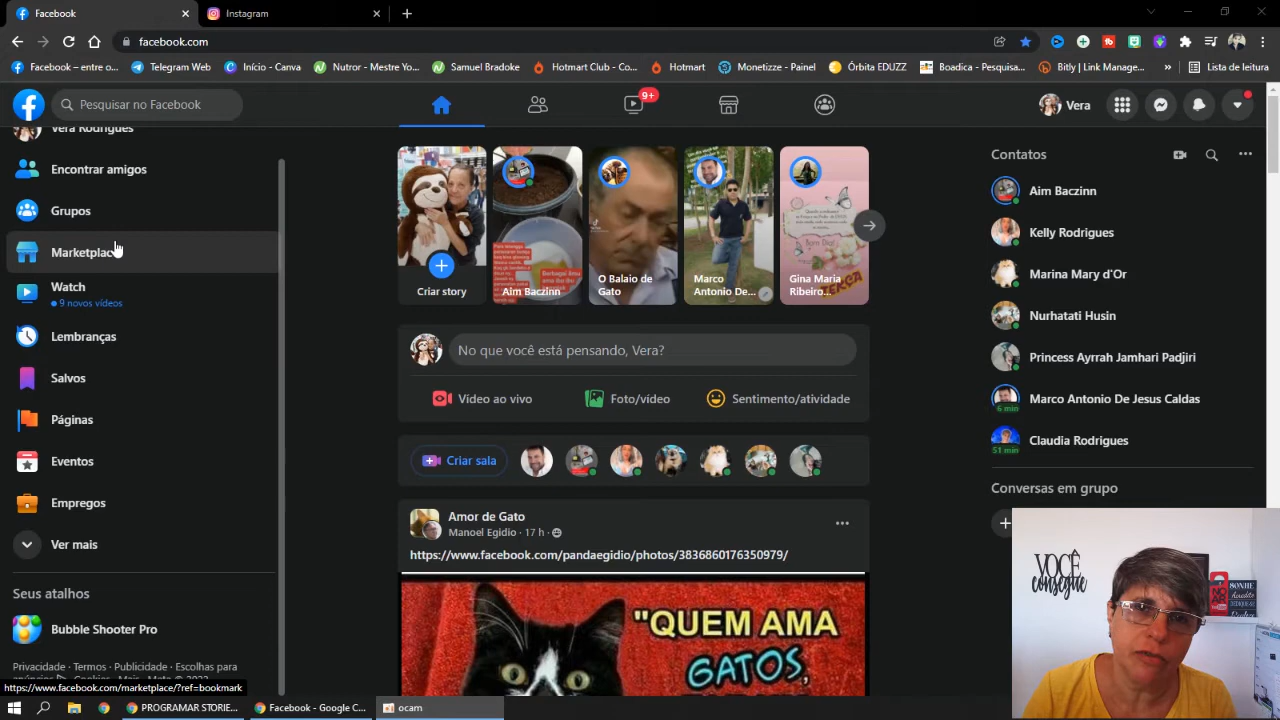 Facebook
Instagram
facebook.com
Facebook – entre o...
Telegram Web
Início - Canva
Nutror - Mestre Yo...
Samuel Bradoke
Hotmart Club - Co...
Hotmart
Monetizze - Painel
Órbita EDUZZ
Boadica - Pesquisa...
Bitly | Link Manage...
»
Lista de leitura
Pesquisar no Facebook
9+
Vera
Vera Rodrigues
Encontrar amigos
Grupos
Marketplace
Watch
9 novos vídeos
Lembranças
Salvos
Páginas
Eventos
Empregos
Ver mais
Seus atalhos
Bubble Shooter Pro
Privacidade · Termos · Publicidade · Escolhas para
https://www.facebook.com/marketplace/?ref=bookmark
Criar story
Aim Baczinn
O Balaio de
Gato
Marco
Antonio De...
Gina Maria
Ribeiro...
No que você está pensando, Vera?
Vídeo ao vivo
Foto/vídeo
Sentimento/atividade
Criar sala
Amor de Gato
Manoel Egidio · 17 h ·
https://www.facebook.com/pandaegidio/photos/3836860176350979/
"QUEM AMA
GATOS,
Contatos
Aim Baczinn
Kelly Rodrigues
Marina Mary d'Or
Nurhatati Husin
Princess Ayrrah Jamhari Padjiri
Marco Antonio De Jesus Caldas
6 min
Claudia Rodrigues
51 min
Conversas em grupo
VOCÊ
consegue
SONHE
PROGRAMAR STORIE...
Facebook - Google C...
ocam